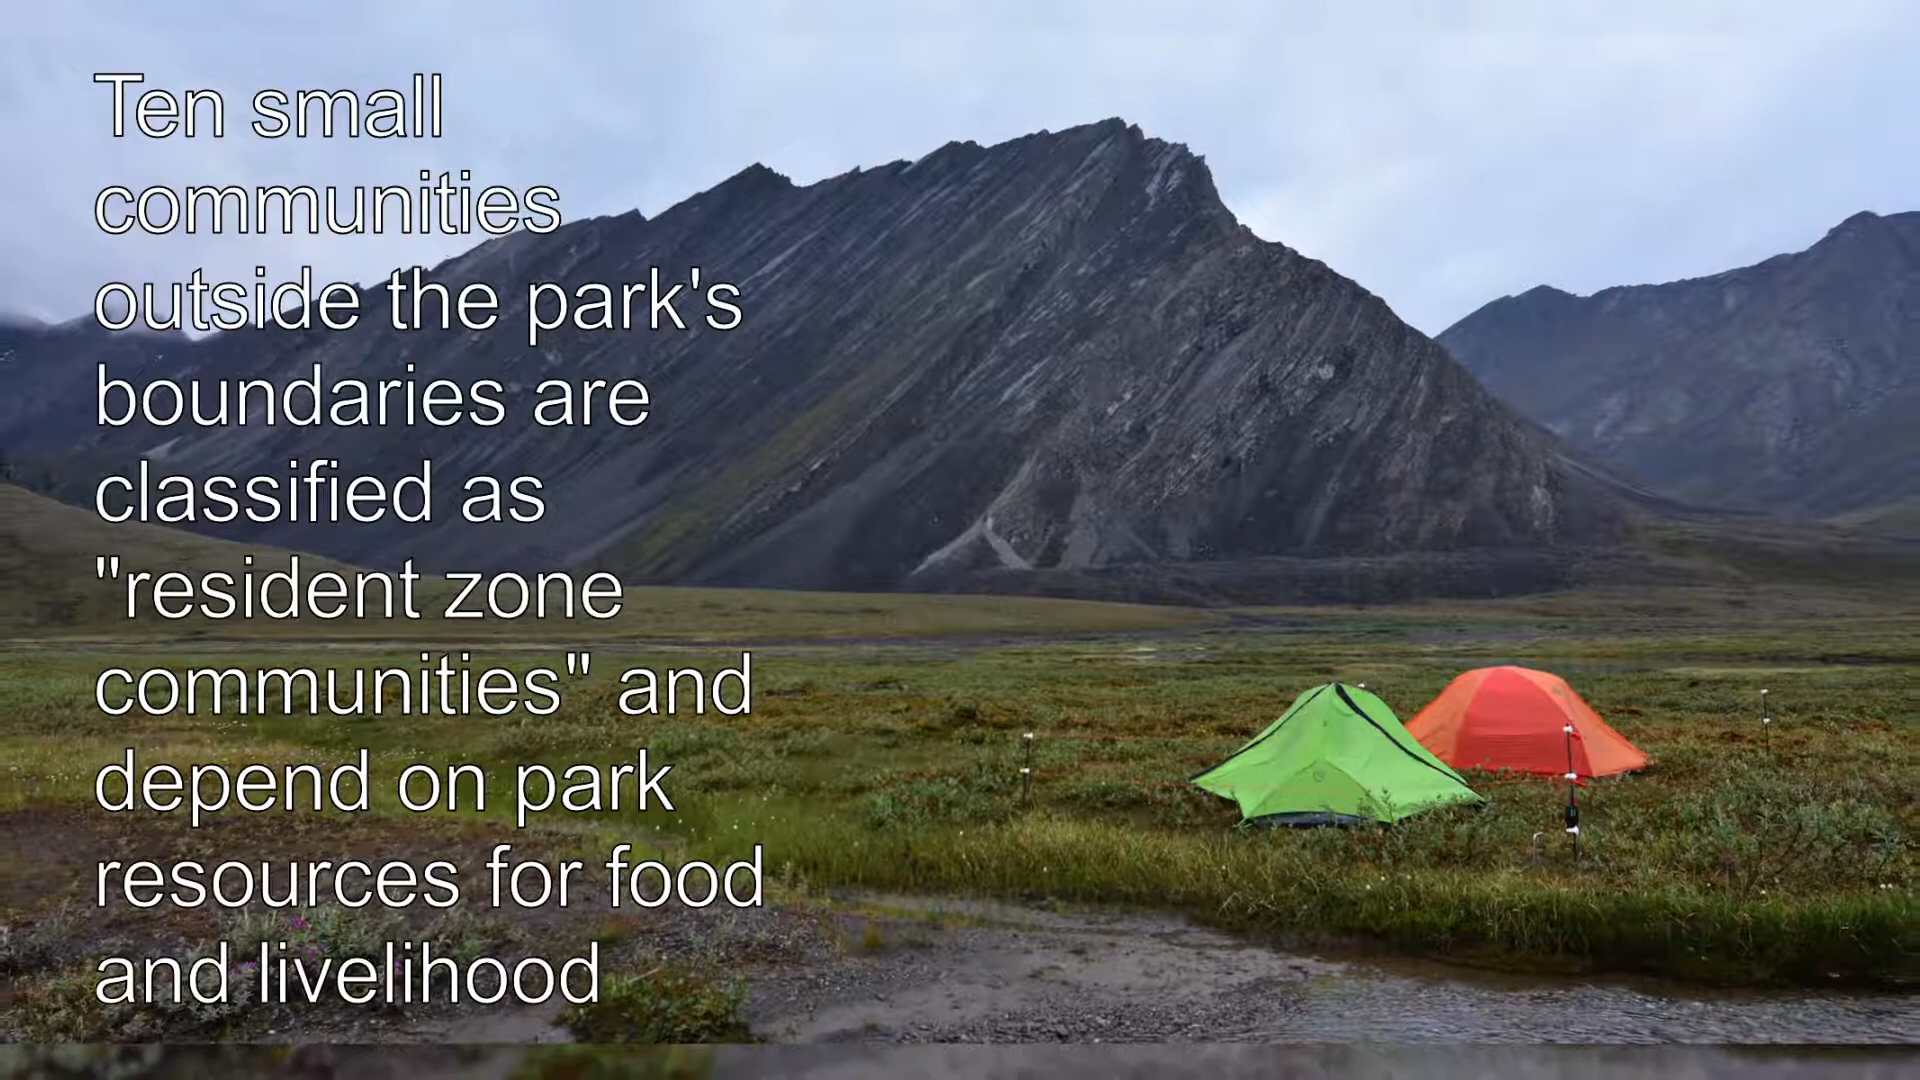 Ten small
communities
outside the park's
boundaries are
classified as
"resident zone
communities" and
depend on park
resources for food
and livelihood